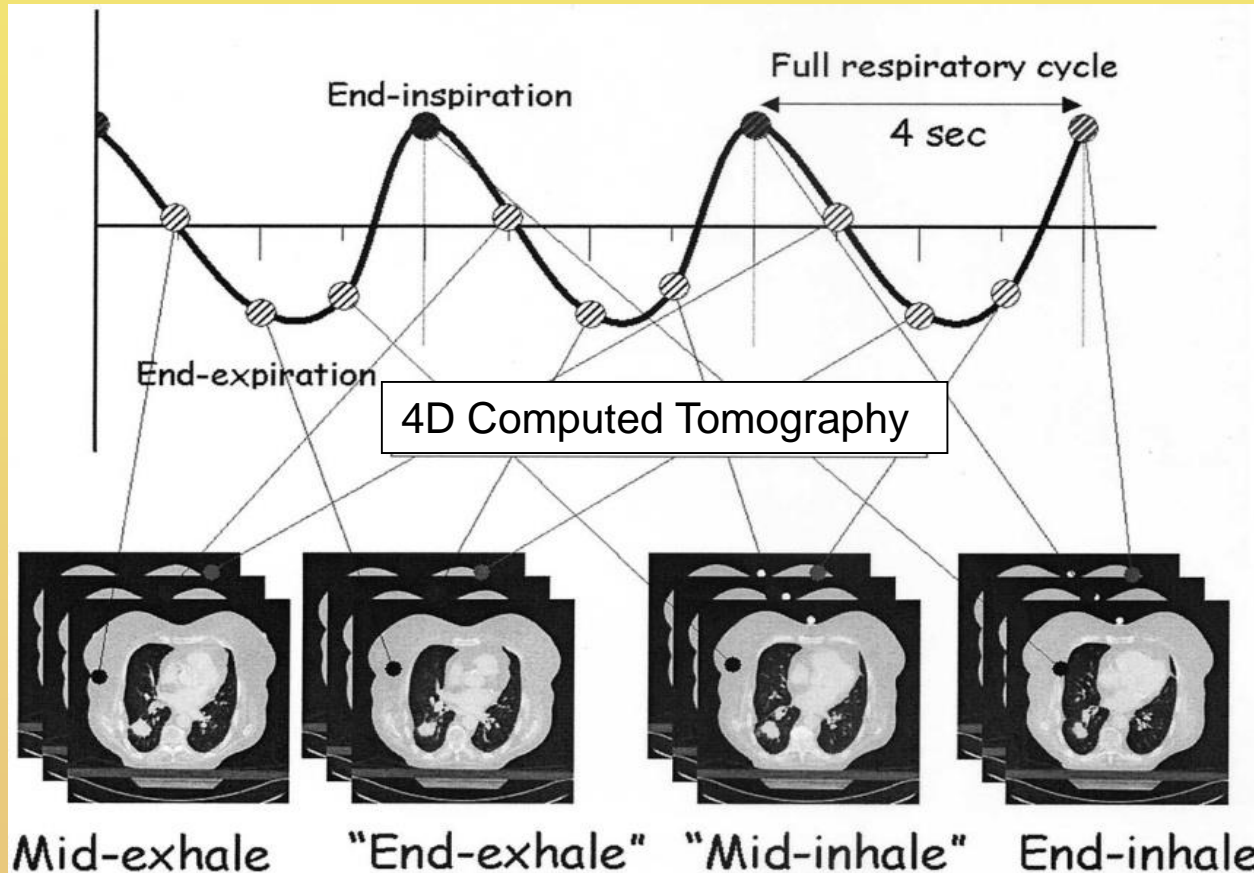 Full respiratory cycle
End-inspiration
4 sec
End-expiration
4D Computed Tomography
Mid-exhale "End-exhale" "Mid-inhale" End-inhale